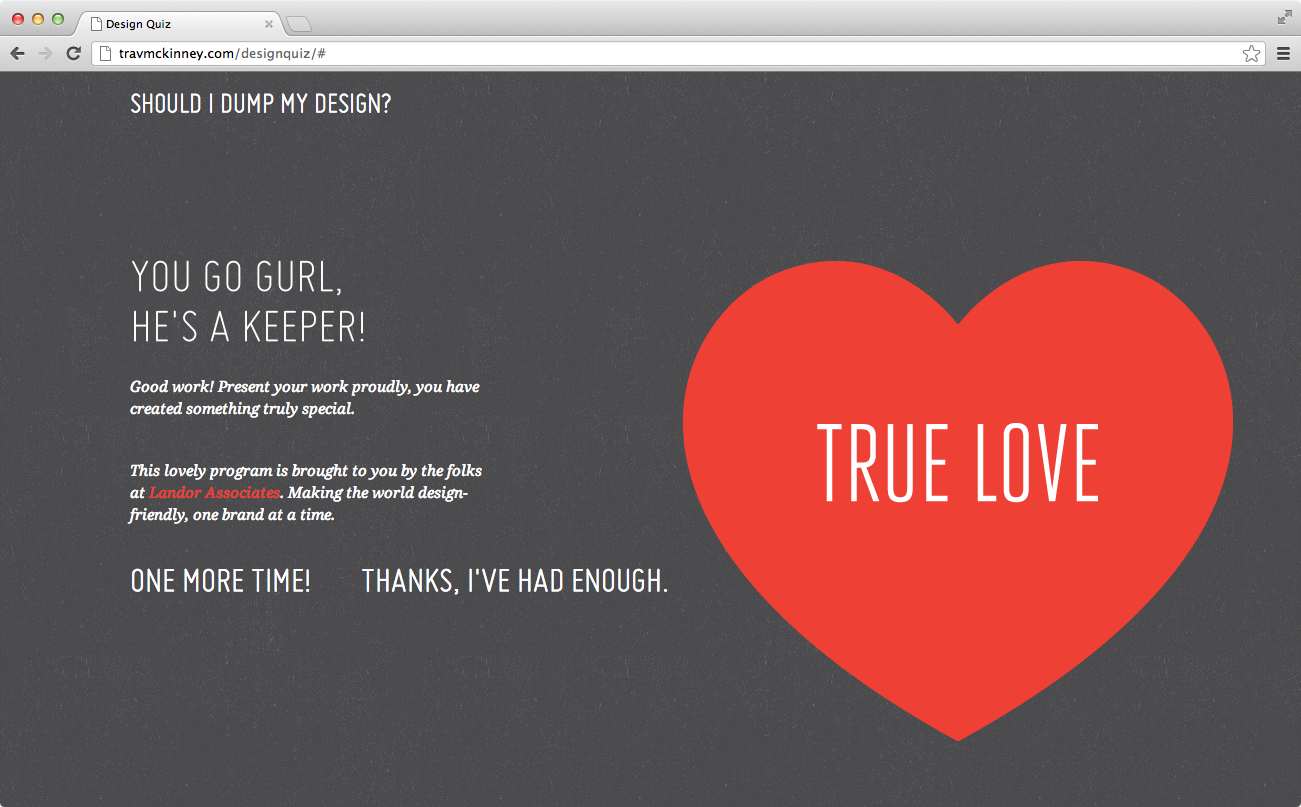 Design Quiz
travmckinney.com/designquiz/#
SHOULD I DUMP MY DESIGN?
YOU GO GURL,
HE'S A KEEPER!
Good work! Present your work proudly, you have
created something truly special.
This lovely program is brought to you by the folks
at Landor Associates. Making the world design-
friendly, one brand at a time.
ONE MORE TIME! THANKS, I'VE HAD ENOUGH.
TRUE LOVE